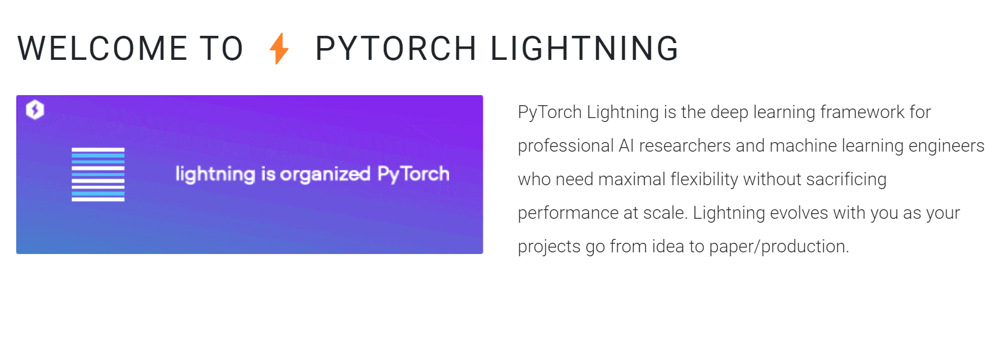 WELCOME TO ⚡ PYTORCH LIGHTNING
lightning is organized PyTorch
PyTorch Lightning is the deep learning framework for
professional AI researchers and machine learning engineers
who need maximal flexibility without sacrificing
performance at scale. Lightning evolves with you as your
projects go from idea to paper/production.